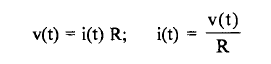 v(t) = i(t) R; i(t) = v(t) / R